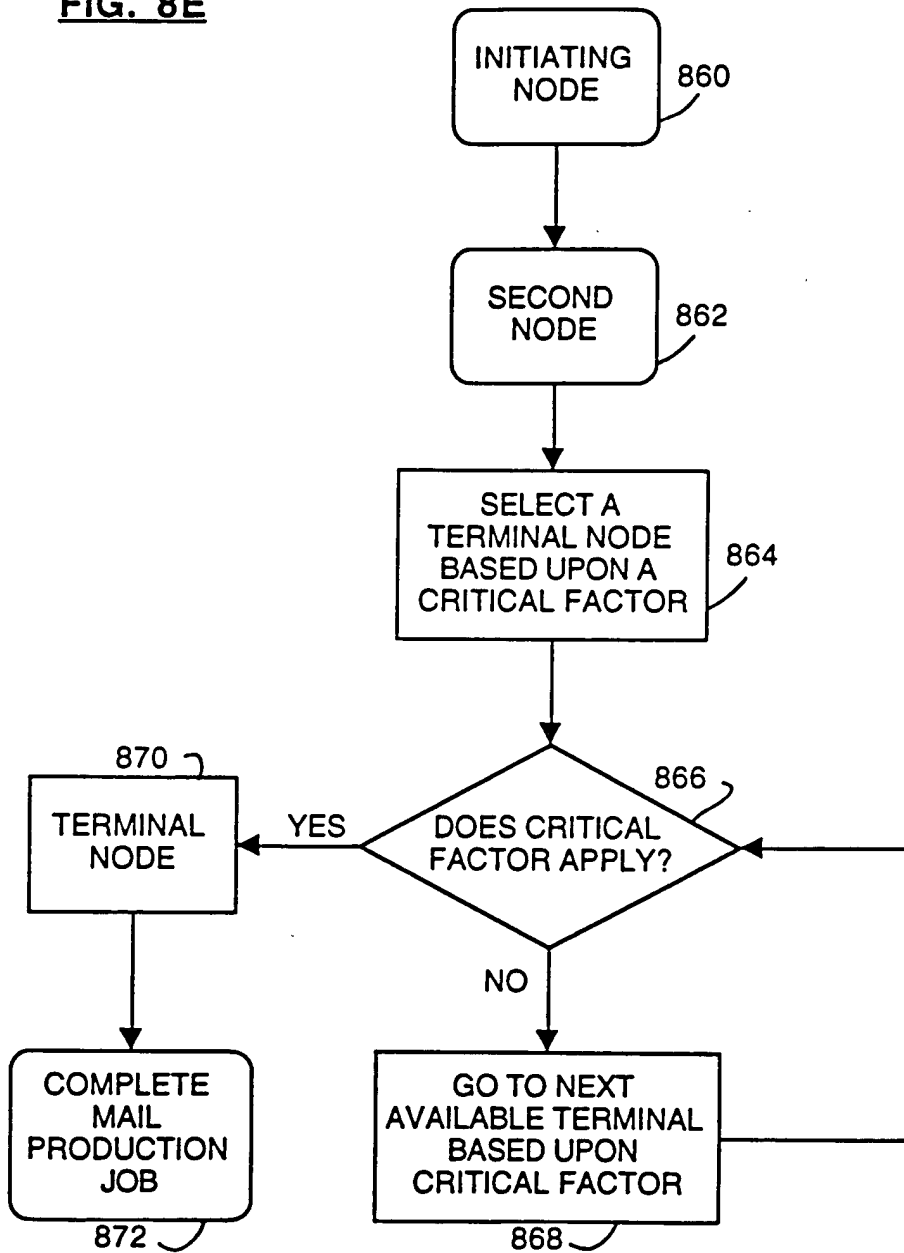 FIG. 8E
INITIATING
NODE
860
SECOND
NODE
862
SELECT A
TERMINAL NODE
BASED UPON A
CRITICAL FACTOR
864
870
TERMINAL
NODE
YES
866
DOES CRITICAL
FACTOR APPLY?
NO
COMPLETE
MAIL
PRODUCTION
JOB
872
GO TO NEXT
AVAILABLE TERMINAL
BASED UPON
CRITICAL FACTOR
868